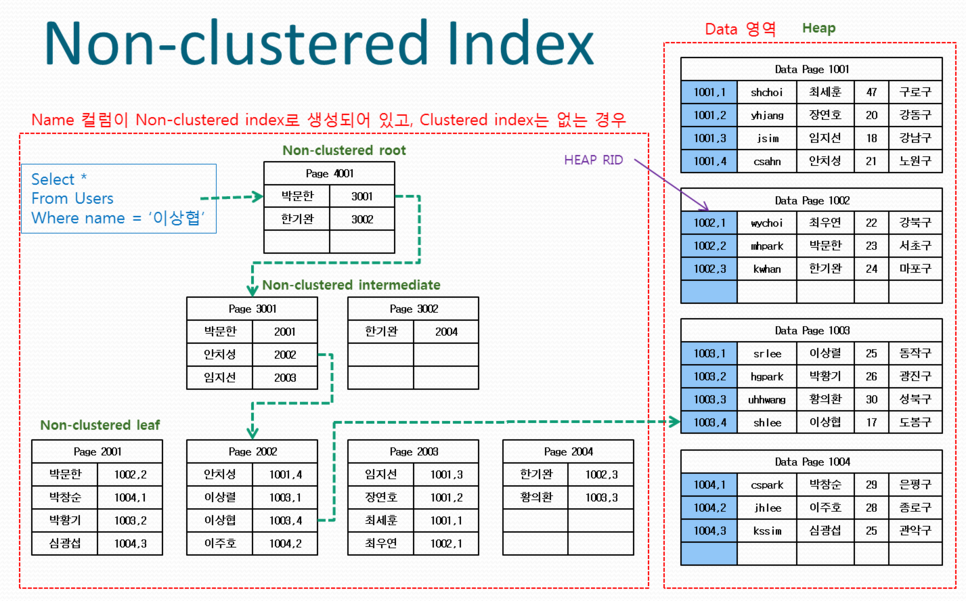 Non-clustered Index
Data 영역 Heap
Name 컬럼이 Non-clustered index로 생성되어 있고, Clustered index는 없는 경우
Select *
From Users
Where name = ‘이상협’
Non-clustered root
Page 4001
박문한 3001
한기완 3002
Non-clustered intermediate
Page 3001
박문한 2001
안치성 2002
임지선 2003
Page 3002
한기완 2004
Non-clustered leaf
Page 2001
박문한 1002,2
박창순 1004,1
박황기 1003,2
심광섭 1004,3
Page 2002
안치성 1001,4
이상렬 1003,1
이상협 1003,4
이주호 1004,2
Page 2003
임지선 1001,3
장연호 1001,2
최세훈 1001,1
최우연 1002,1
Page 2004
한기완 1002,3
황의환 1003,3
HEAP RID
Data Page 1001
1001,1 shchoi 최세훈 47 구로구
1001,2 yhjang 장연호 20 강동구
1001,3 jsim 임지선 18 강남구
1001,4 csahn 안치성 21 노원구
Data Page 1002
1002,1 wychoi 최우연 22 강북구
1002,2 mhpark 박문한 23 서초구
1002,3 kwhan 한기완 24 마포구
Data Page 1003
1003,1 srlee 이상렬 25 동작구
1003,2 hgpark 박황기 26 광진구
1003,3 uhhwang 황의환 30 성북구
1003,4 shlee 이상협 17 도봉구
Data Page 1004
1004,1 cspark 박창순 29 은평구
1004,2 jhlee 이주호 28 종로구
1004,3 kssim 심광섭 25 관악구